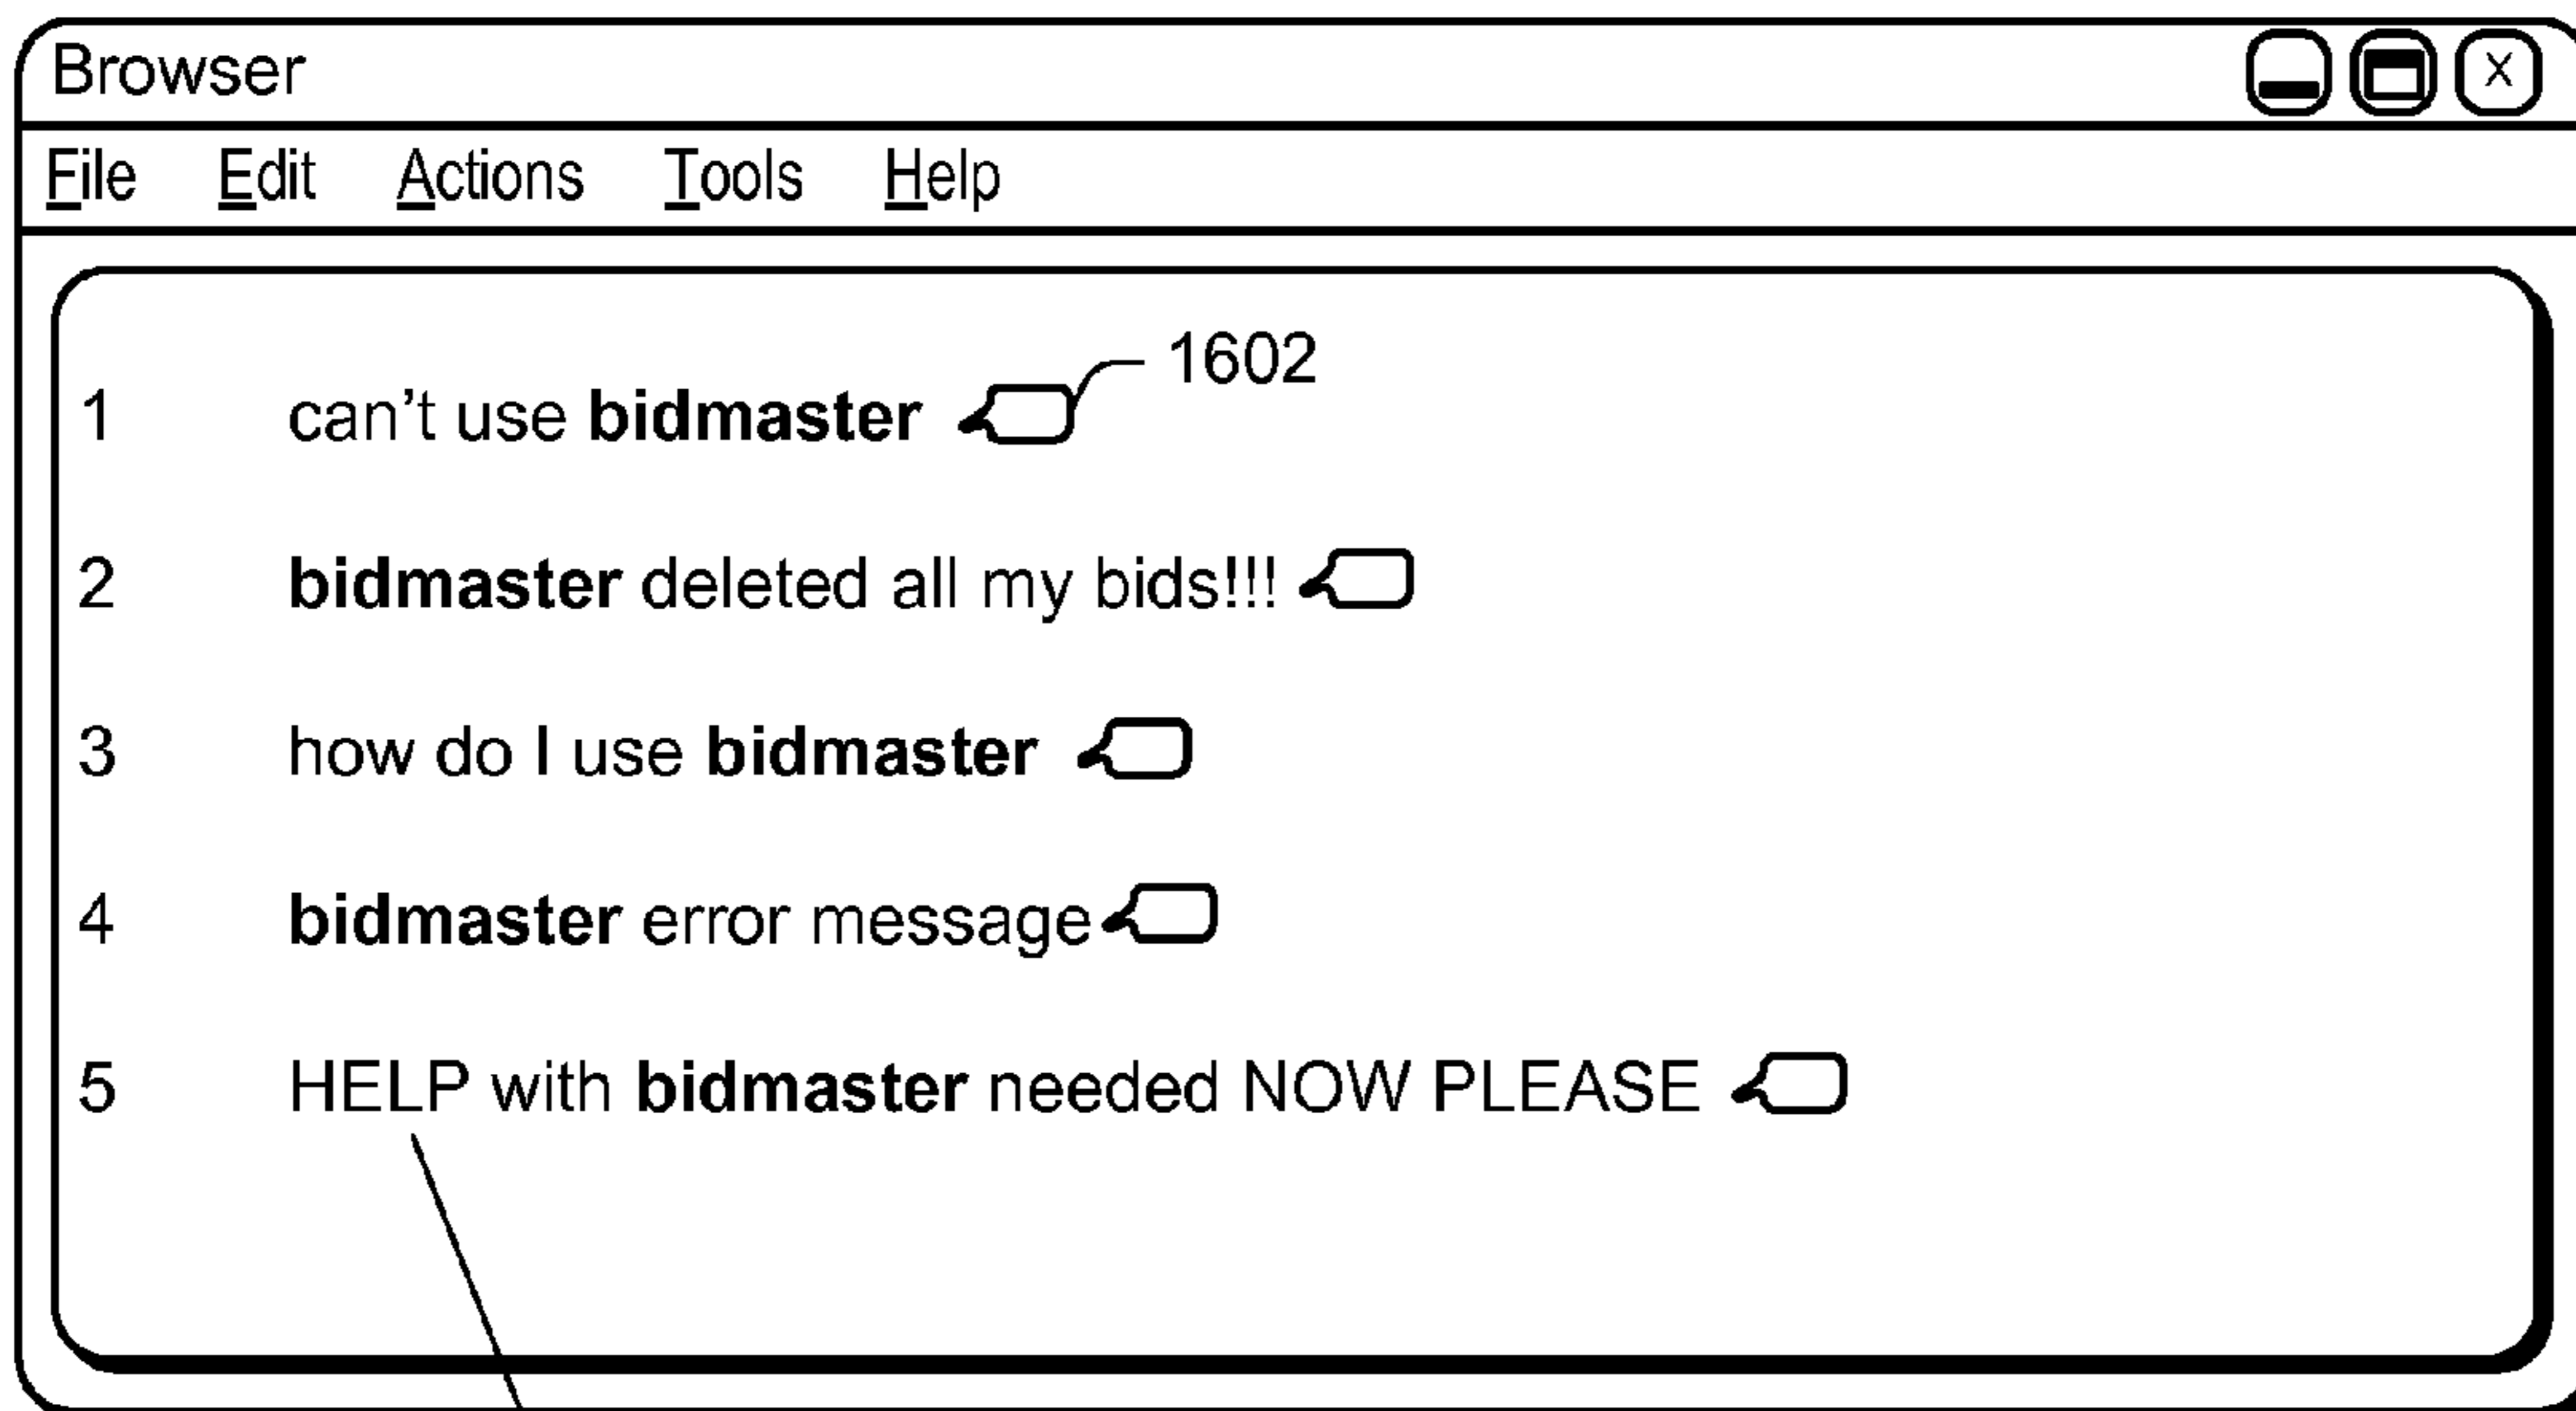 Browser X
File Edit Actions Tools Help
1602
1 can't use bidmaster
2 bidmaster deleted all my bids!!!
3 how do I use bidmaster
4 bidmaster error message
5 HELP with bidmaster needed NOW PLEASE